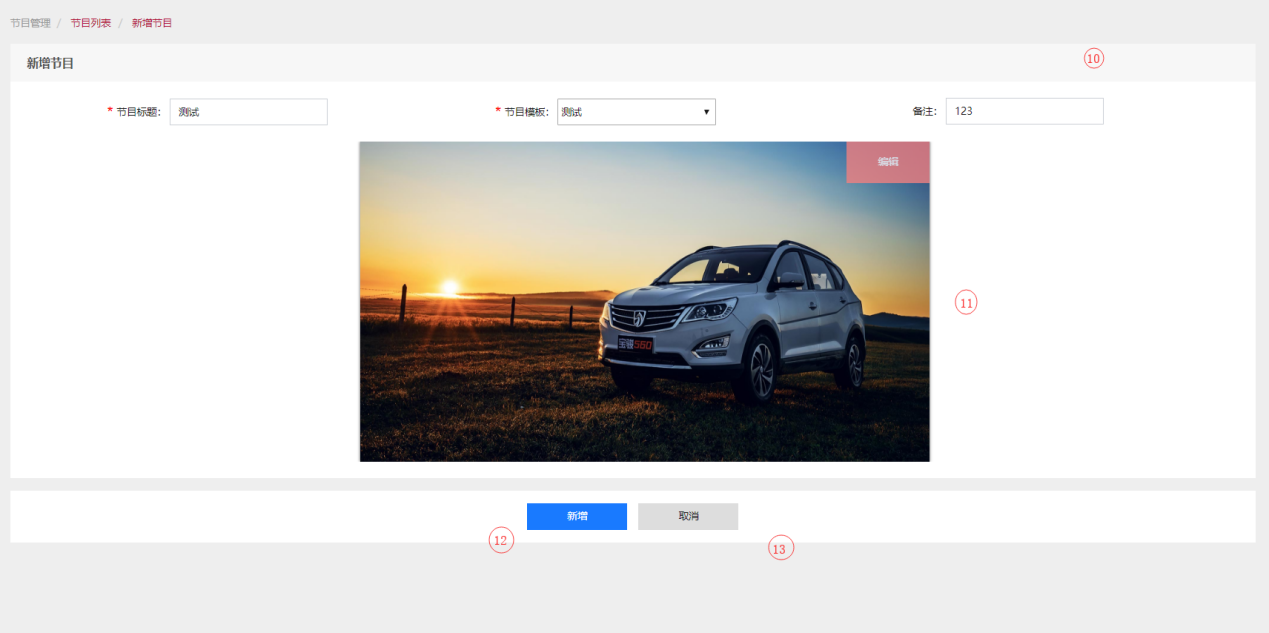 节目管理 / 节目列表 / 新增节目
新增节目
10
* 节目标题： 测试
* 节目模板： 测试
备注： 123
编辑
宝骏560
11
新增
取消
12
13